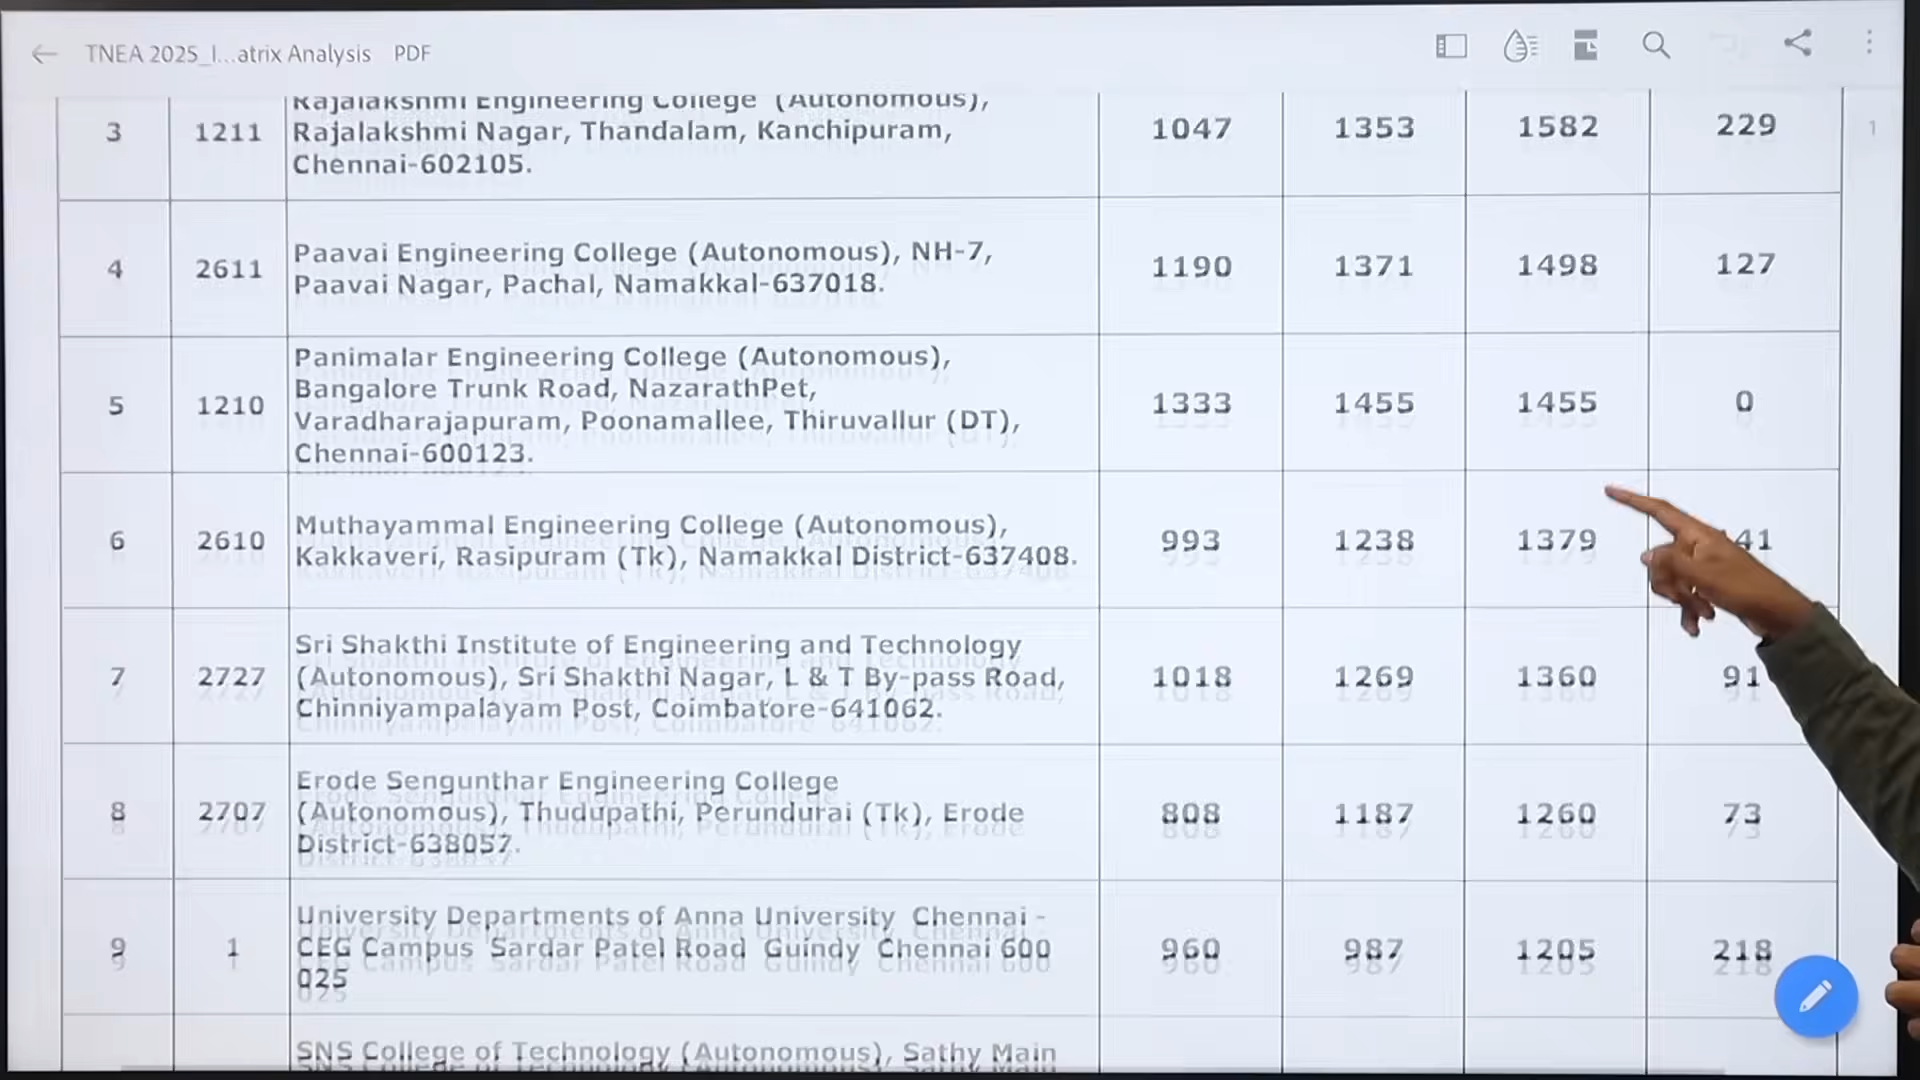 TNEA 2025_I...atrix Analysis PDF
Rajalakshmi Engineering College (Autonomous),
3 1211 Rajalakshmi Nagar, Thandalam, Kanchipuram, 1047 1353 1582 229 1
Chennai-602105.
4 2611 Paavai Engineering College (Autonomous), NH-7, 1190 1371 1498 127
Paavai Nagar, Pachal, Namakkal-637018.
Panimalar Engineering College (Autonomous),
5 1210 Bangalore Trunk Road, NazarathPet, 1333 1455 1455 0
Varadharajapuram, Poonamallee, Thiruvallur (DT),
Chennai-600123.
6 2610 Muthayammal Engineering College (Autonomous), 993 1238 1379 41
Kakkaveri, Rasipuram (Tk), Namakkal District-637408.
Sri Shakthi Institute of Engineering and Technology
7 2727 (Autonomous), Sri Shakthi Nagar, L & T By-pass Road, 1018 1269 1360 91
Chinniyampalayam Post, Coimbatore-641062.
Erode Sengunthar Engineering College
8 2707 (Autonomous), Thudupathi, Perundurai (Tk), Erode 808 1187 1260 73
District-638057.
University Departments of Anna University Chennai -
9 1 CEG Campus Sardar Patel Road Guindy Chennai 600 960 987 1205 218
025
SNS College of Technology (Autonomous), Sathy Main